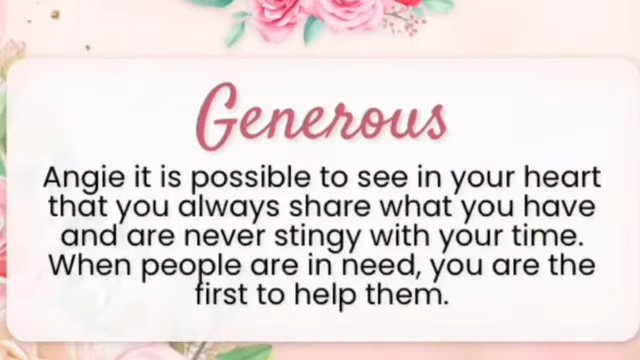 Generous
Angie it is possible to see in your heart
that you always share what you have
and are never stingy with your time.
When people are in need, you are the
first to help them.